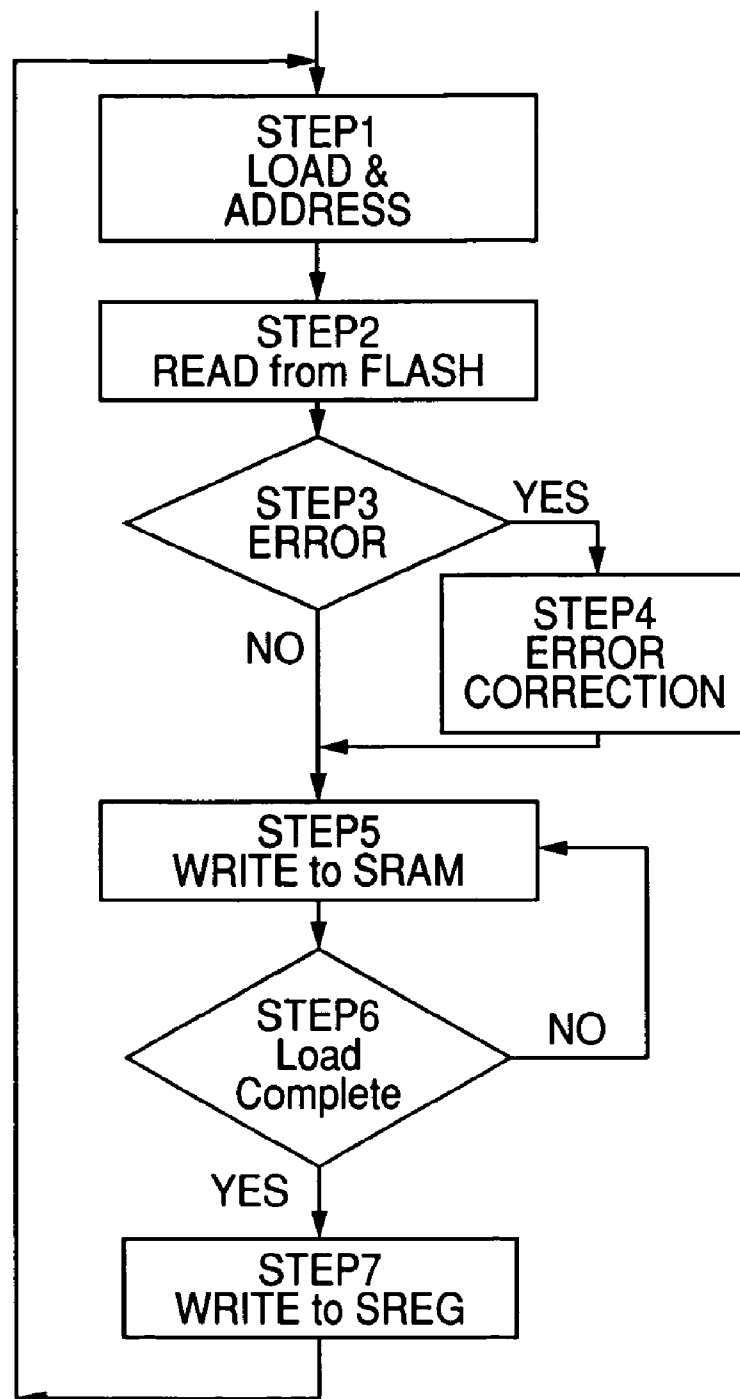 STEP1
LOAD &
ADDRESS
STEP2
READ from FLASH
STEP3
ERROR
YES
STEP4
ERROR
CORRECTION
NO
STEP5
WRITE to SRAM
STEP6
Load
Complete
NO
YES
STEP7
WRITE to SREG